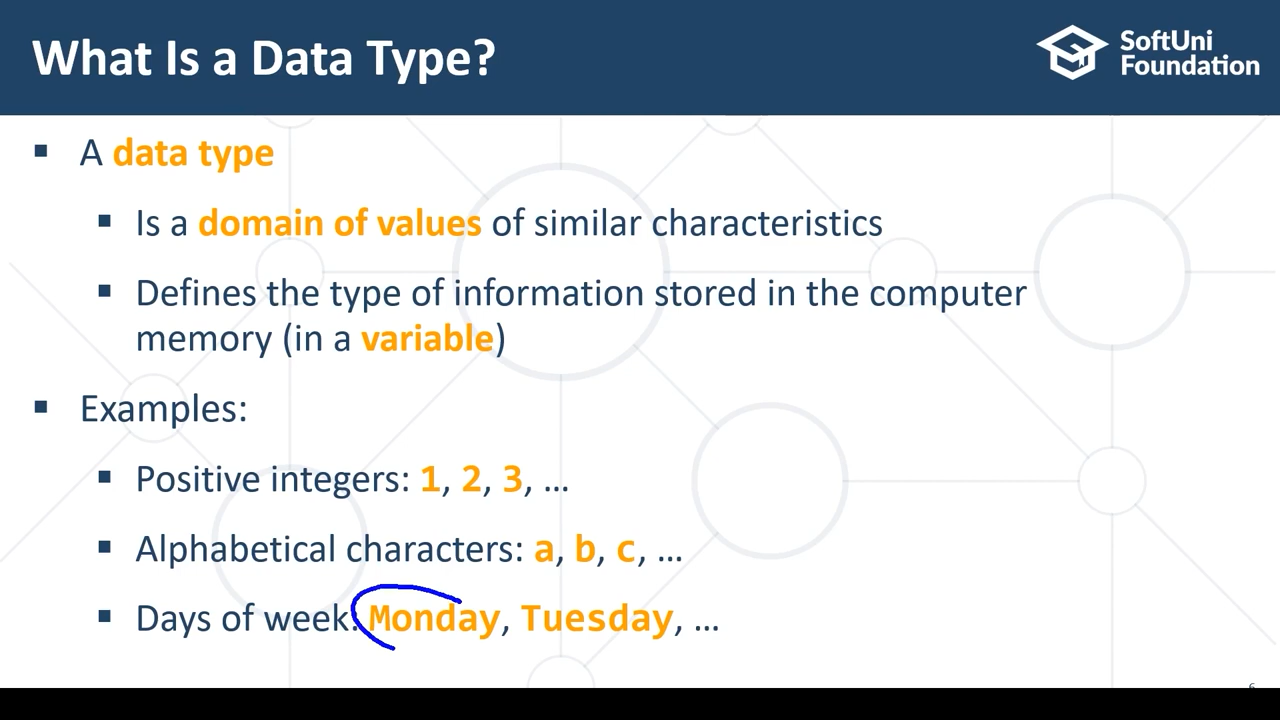 What Is a Data Type?
SoftUni
Foundation
▪ A data type
▪ Is a domain of values of similar characteristics
▪ Defines the type of information stored in the computer
memory (in a variable)
▪ Examples:
▪ Positive integers: 1, 2, 3, …
▪ Alphabetical characters: a, b, c, …
▪ Days of week: Monday, Tuesday, …